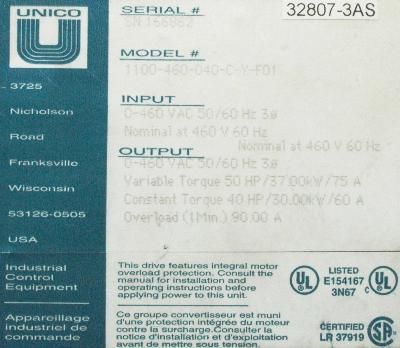 UNICO
U
3725
Nicholson
Road
Franksville
Wisconsin
53126-0505
USA
Industrial
Control
Equipment
Appareillage
industriel de
commande
SERIAL #
32807-3AS
SN 166882
MODEL #
1100-460-040-C-Y-F01
INPUT
0-460 VAC 50/60 Hz 3ø
Nominal at 460 V 60 Hz
Nominal at 460 V 60 Hz
OUTPUT
0-460 VAC 50/60 Hz 3ø
Variable Torque 50 HP/37.00kW/75 A
Constant Torque 40 HP/30.00kW/60 A
Overload (1 Min.) 90.00 A
This drive features integral motor
overload protection. Consult the
manual for installation and
operating instructions before
applying power to this unit.
UL LISTED UL
E154167
3N67
Ce groupe convertisseur est muni
d'une protection intégrée du moteur
contre la surcharge.Consulter la
notice d'instruction et d'exploitation
avant de mettre sous tension.
CERTIFIED
LR 37919
SA